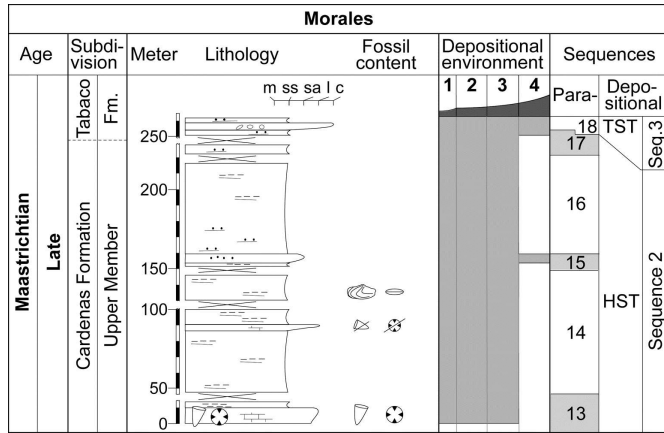 Morales
Age
Subdi-
vision
Meter
Lithology
Fossil
content
Depositional
environment
Sequences
m ss sa l c
1 2 3 4
Para-
Depo-
sitional
Maastrichtian
Late
Tabaco
Fm.
Cardenas Formation
Upper Member
250
200
150
100
50
0
18
17
16
15
14
13
TST
HST
Seq.3
Sequence 2